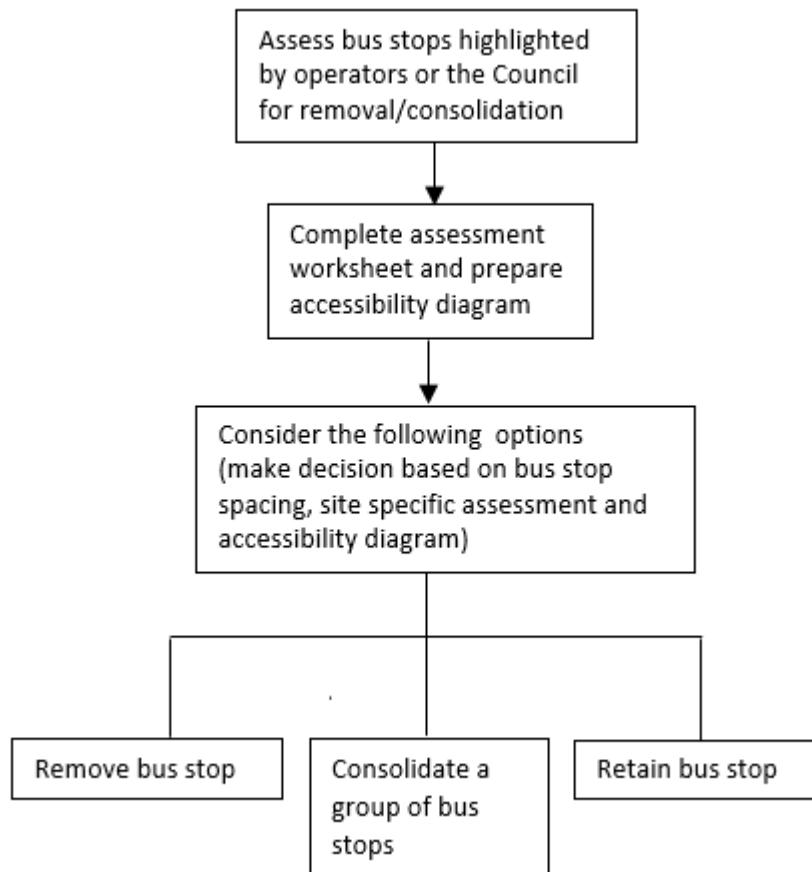 Assess bus stops highlighted
by operators or the Council
for removal/consolidation
Complete assessment
worksheet and prepare
accessibility diagram
Consider the following options
(make decision based on bus stop
spacing, site specific assessment and
accessibility diagram)
Remove bus stop
Consolidate a
group of bus
stops
Retain bus stop